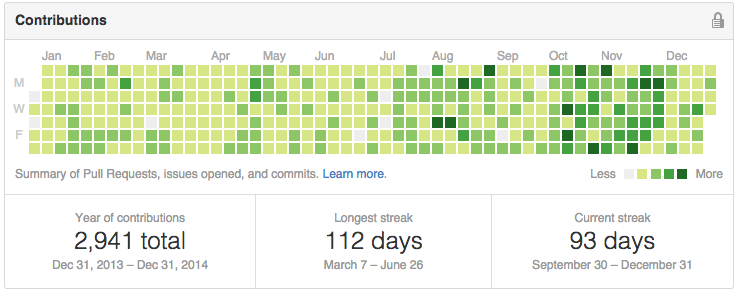 Contributions
Jan Feb Mar Apr May Jun Jul Aug Sep Oct Nov Dec
M
W
F
Summary of Pull Requests, issues opened, and commits. Learn more. Less More
Year of contributions Longest streak Current streak
2,941 total 112 days 93 days
Dec 31, 2013 – Dec 31, 2014 March 7 – June 26 September 30 – December 31